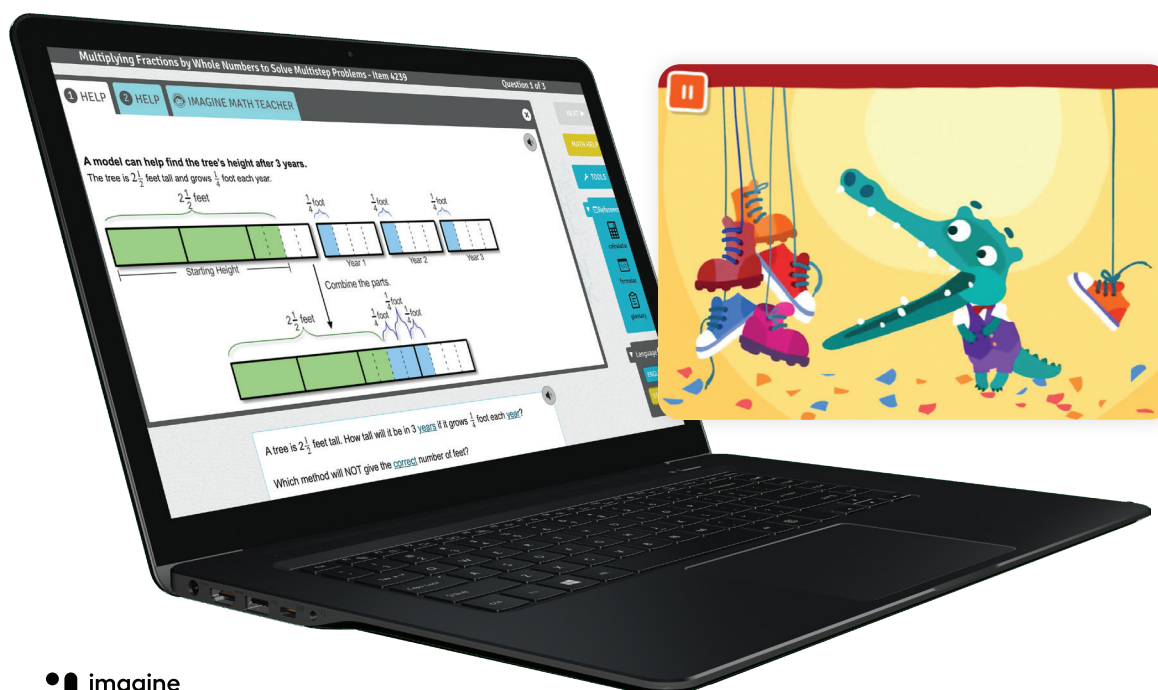 Multiplying Fractions by Whole Numbers to Solve Multistep Problems - Item 4239
Question 1 of 3
1 HELP
2 HELP
IMAGINE MATH TEACHER
X
NEXT
MATH HELP
TOOLS
A model can help find the tree's height after 3 years.
The tree is 2 1/2 feet tall and grows 1/4 foot each year.
2 1/2 feet
1/4 foot
1/4 foot
1/4 foot
Starting Height
Year 1
Year 2
Year 3
Combine the parts.
2 1/2 feet
1/4 foot
1/4 foot
1/4 foot
calculator
formulas
glossary
Language
A tree is 2 1/2 feet tall. How tall will it be in 3 years if it grows 1/4 foot each year?
Which method will NOT give the correct number of feet?
imagine